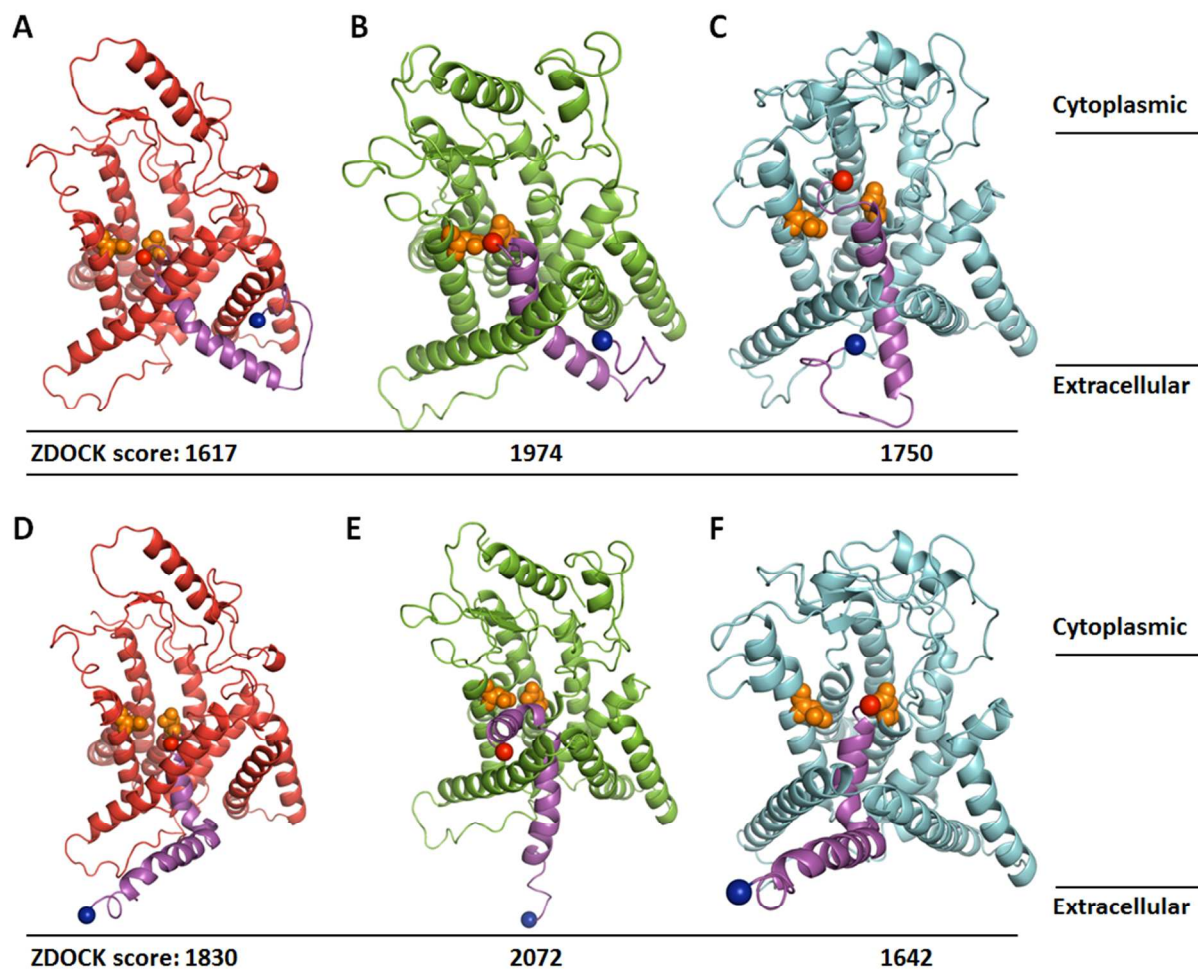 A B C
Cytoplasmic
Extracellular
ZDOCK score: 1617 1974 1750
D E F
Cytoplasmic
Extracellular
ZDOCK score: 1830 2072 1642